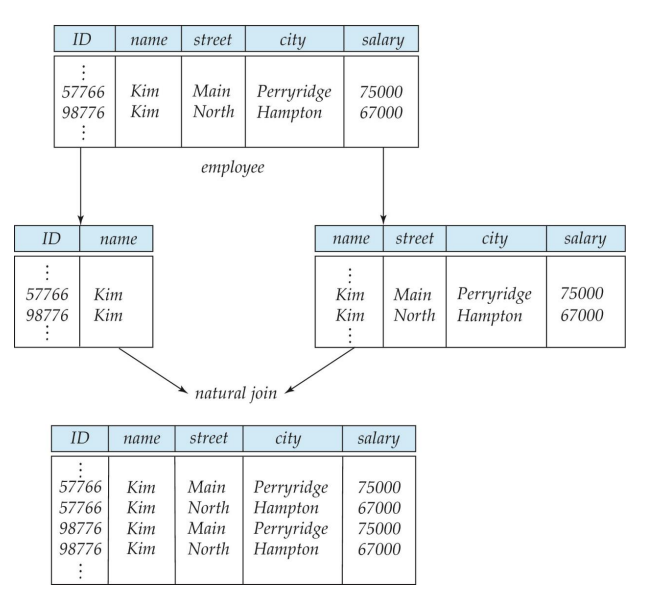 ID name street city salary
⋮
57766 Kim Main Perryridge 75000
98776 Kim North Hampton 67000
⋮
employee
ID name
⋮
57766 Kim
98776 Kim
⋮
name street city salary
⋮
Kim Main Perryridge 75000
Kim North Hampton 67000
⋮
natural join
ID name street city salary
⋮
57766 Kim Main Perryridge 75000
57766 Kim North Hampton 67000
98776 Kim Main Perryridge 75000
98776 Kim North Hampton 67000
⋮